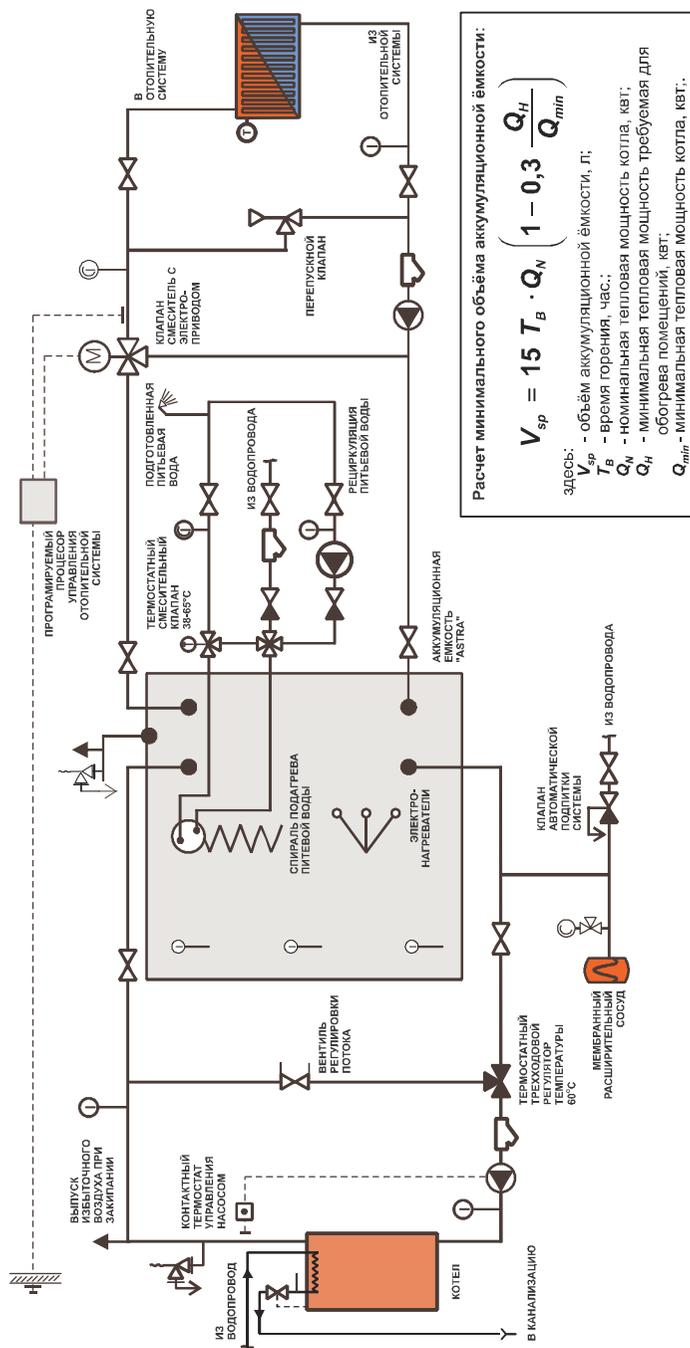 ВЫПУСК
ИЗБЫТОЧНОГО
ВОЗДУХА ПРИ
ЗАКИПАНИИ
КОНТАКТНЫЙ
ТЕРМОСТАТ
УПРАВЛЕНИЯ
НАСОСОМ
ИЗ
ВОДОПРОВОД
КОТЕЛ
В КАНАЛИЗАЦИЮ
ВЕНТИЛЬ
РЕГУЛИРОВКИ
ПОТОКА
ТЕРМОСТАТНЫЙ
ТРЕХХОДОВОЙ
РЕГУЛЯТОР
ТЕМПЕРАТУРЫ
60°С
МЕМБРАННЫЙ
РАСШИРИТЕЛЬНЫЙ
СОСУД
КЛАПАН
АВТОМАТИЧЕСКОЙ
ПОДПИТКИ
СИСТЕМЫ
ИЗ ВОДОПРОВОДА
СПИРАЛЬ ПОДАГРЕВА
ПИТЕВОЙ ВОДЫ
ЭЛЕКТРО-
НАГРЕВАТЕЛИ
АККУМУЛЯЦИОННАЯ
ЕМКОСТЬ
"ASTRA"
ПРОГРАМИРУЕМЫЙ
ПРОЦЕСОР
УПРАВЛЕНИЯ
ОТОПИТЕЛЬНОЙ
СИСТЕМЫ
ТЕРМОСТАТНЫЙ
СМЕСИТЕЛЬНЫЙ
КЛАПАН
38-65°С
ПОДГОТОВЛЕННАЯ
ПИТЬЕВАЯ
ВОДА
ИЗ ВОДОПРОВОДА
РЕЦИРКУЛЯЦИЯ
ПИТЬЕВОЙ ВОДЫ
M
КЛАПАН
СМЕСИТЕЛЬ С
ЭЛЕКТРО-
ПРИВОДОМ
ПЕРЕПУСКНОЙ
КЛАПАН
В
ОТОПИТЕЛЬНУЮ
СИСТЕМУ
T
ИЗ
ОТОПИТЕЛЬНОЙ
СИСТЕМЫ
Расчет минимального объёма аккумуляционной ёмкости:
V_sp = 15 T_B · Q_N (1 – 0,3 Q_H / Q_min)
здесь:
V_sp - объём аккумуляционной ёмкости, л;
T_B - время горения, час.;
Q_N - номинальная тепловая мощность котла, квт;
Q_H - минимальная тепловая мощность требуемая для
обогрева помещений, квт;
Q_min - минимальная тепловая мощность котла, квт;.